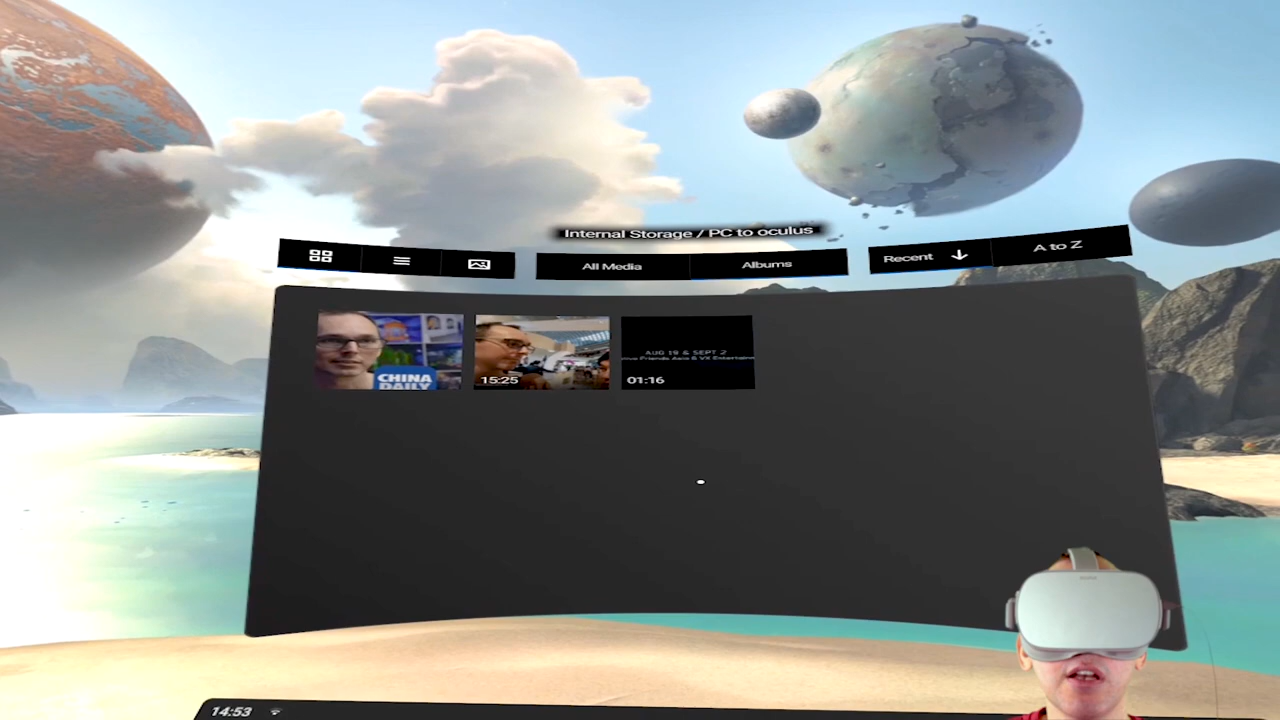 Internal Storage / PC to oculus
All Media
Albums
Recent
A to Z
CHINA
DAILY
15:25
AUG 19 & SEPT 2
01:16
14:53